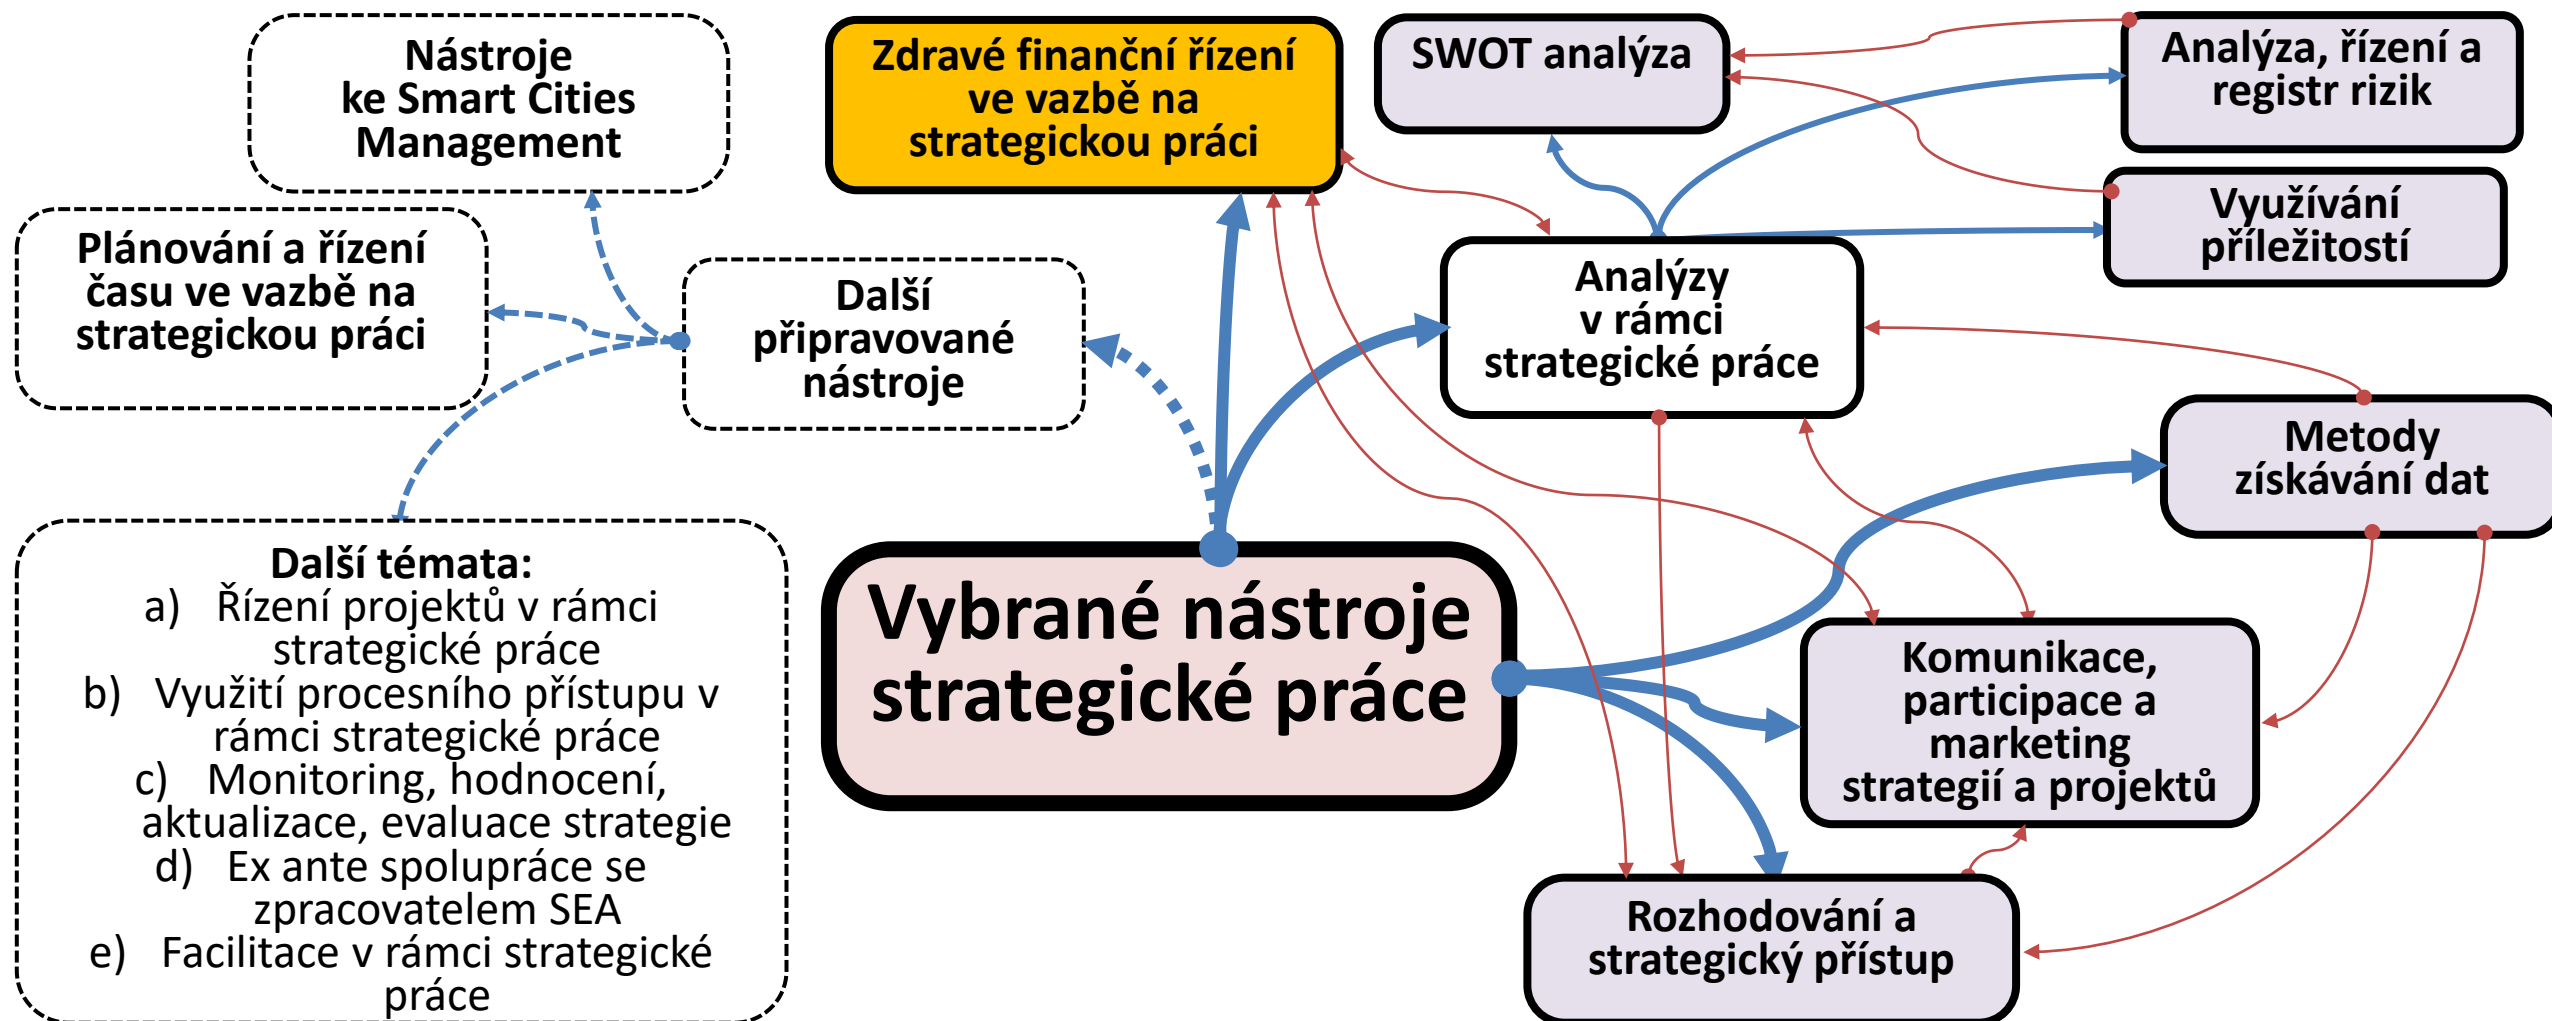 Nástroje
ke Smart Cities
Management
Zdravé finanční řízení
ve vazbě na
strategickou práci
SWOT analýza
Analýza, řízení a
registr rizik
Plánování a řízení
času ve vazbě na
strategickou práci
Další
připravované
nástroje
Analýzy
v rámci
strategické práce
Využívání
příležitostí
Metody
získávání dat
Vybrané nástroje
strategické práce
Další témata:
a) Řízení projektů v rámci
strategické práce
b) Využití procesního přístupu v
rámci strategické práce
c) Monitoring, hodnocení,
aktualizace, evaluace strategie
d) Ex ante spolupráce se
zpracovatelem SEA
e) Facilitace v rámci strategické
práce
Komunikace,
participace a
marketing
strategií a projektů
Rozhodování a
strategický přístup